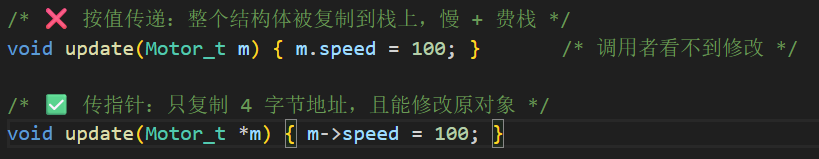 /* ❌ 按值传递：整个结构体被复制到栈上，慢 + 费栈 */
void update(Motor_t m) { m.speed = 100; }       /* 调用者看不到修改 */
/* ✅ 传指针：只复制 4 字节地址，且能修改原对象 */
void update(Motor_t *m) { m->speed = 100; }